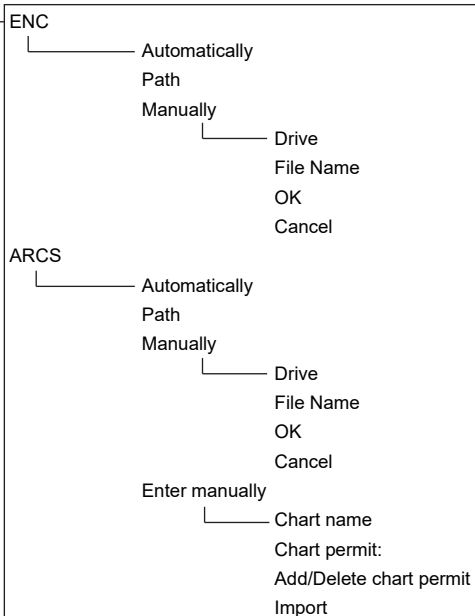 ENC
Automatically
Path
Manually
Drive
File Name
OK
Cancel
ARCS
Automatically
Path
Manually
Drive
File Name
OK
Cancel
Enter manually
Chart name
Chart permit:
Add/Delete chart permit
Import